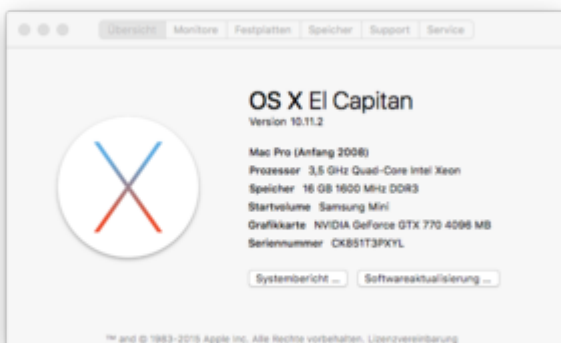 Übersicht Monitore Festplatten Speicher Support Service
OS X El Capitan
Version 10.11.2
Mac Pro (Anfang 2008)
Prozessor 3,5 GHz Quad-Core Intel Xeon
Speicher 16 GB 1600 MHz DDR3
Startvolume Samsung Mini
Grafikkarte NVIDIA GeForce GTX 770 4096 MB
Seriennummer CK851T3PXYL
Systembericht ... Softwareaktualisierung ...
™ and © 1983-2015 Apple Inc. Alle Rechte vorbehalten. Lizenzvereinbarung